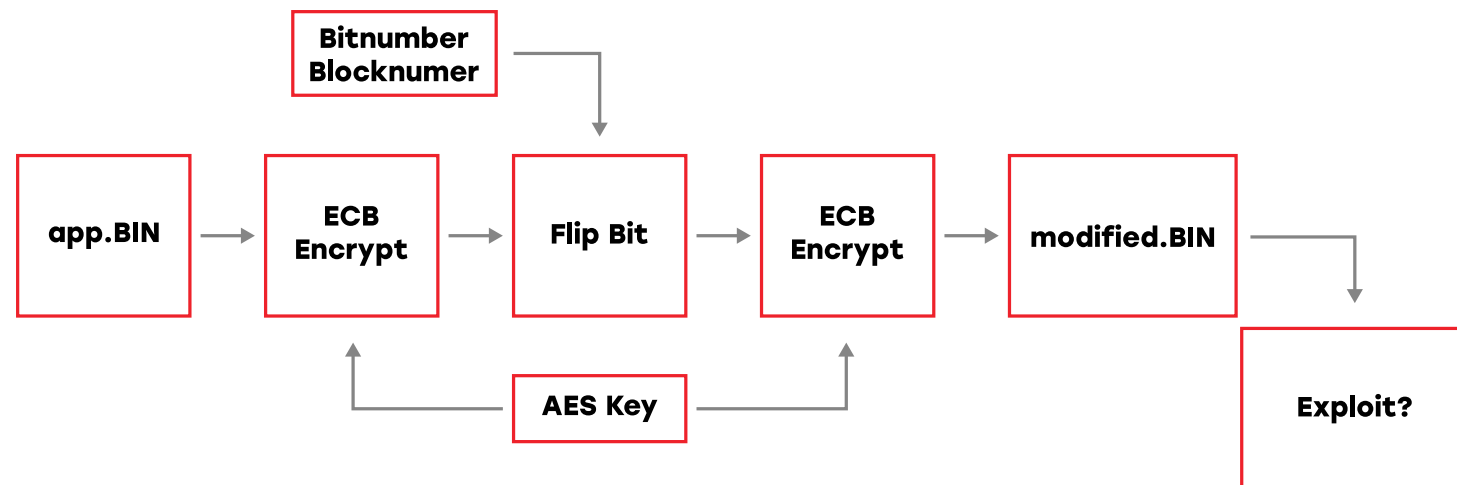 Bitnumber
Blocknumer
app.BIN
ECB
Encrypt
Flip Bit
ECB
Encrypt
modified.BIN
AES Key
Exploit?